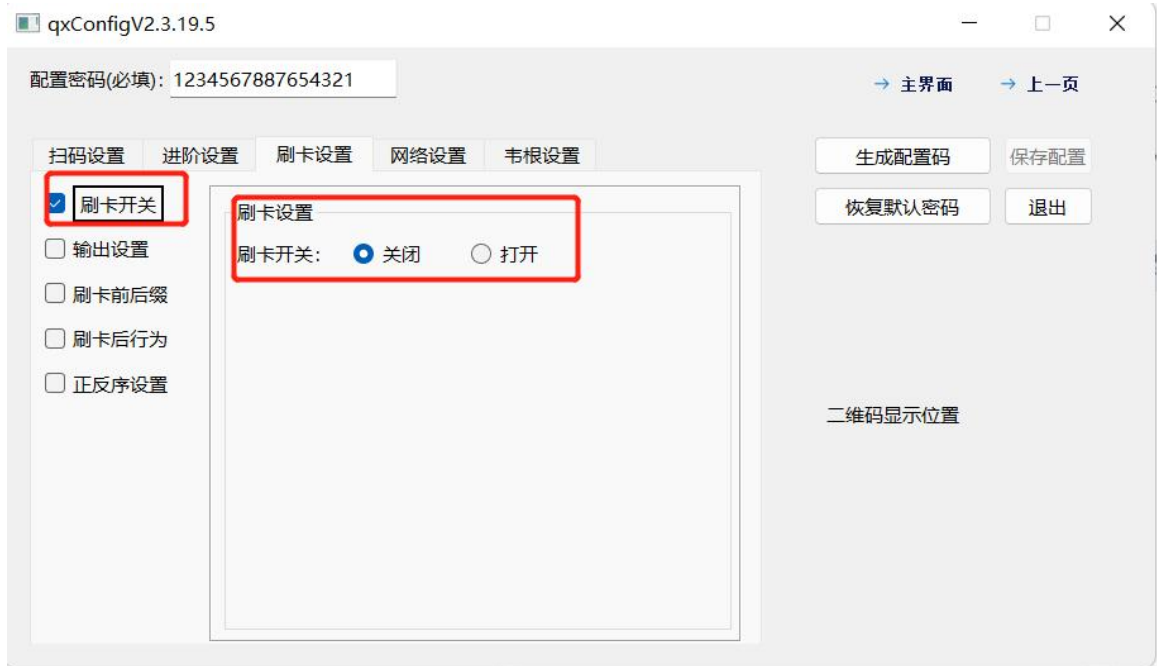 qxConfigV2.3.19.5
配置密码(必填): 1234567887654321
→ 主界面 → 上一页
扫码设置 进阶设置 刷卡设置 网络设置 韦根设置
生成配置码 保存配置
恢复默认密码 退出
刷卡开关
输出设置
刷卡前后缀
刷卡后行为
正反序设置
刷卡设置
刷卡开关: 关闭 打开
二维码显示位置